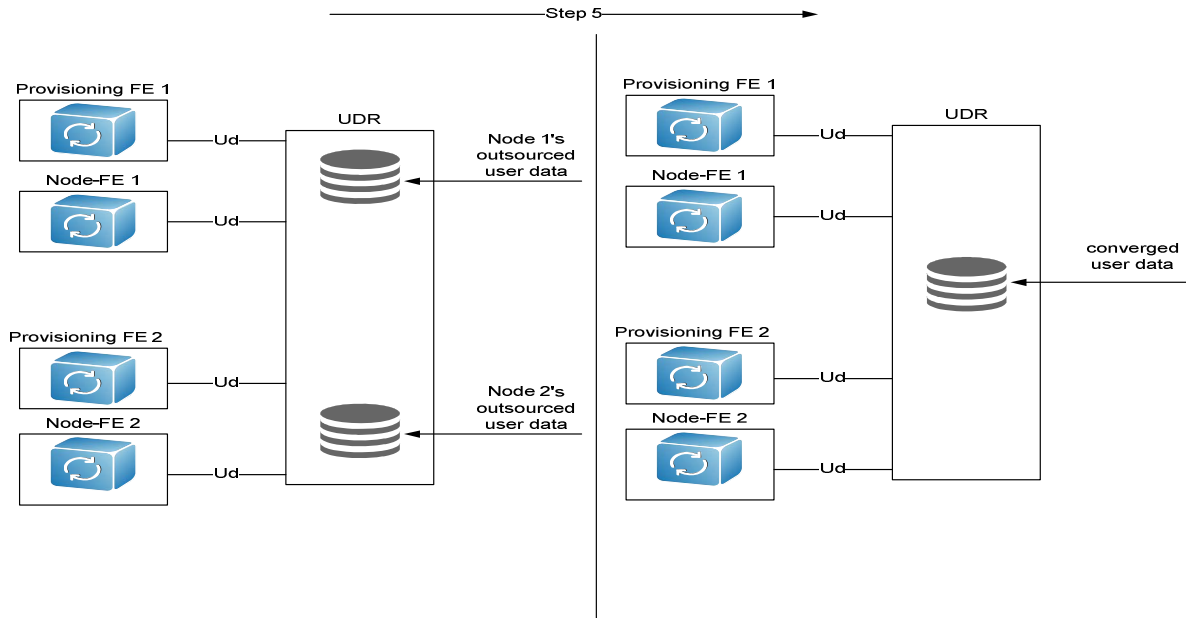 Step 5
Provisioning FE 1
Ud
Node-FE 1
Ud
UDR
Node 1's
outsourced
user data
Provisioning FE 2
Ud
Node-FE 2
Ud
Node 2's
outsourced
user data
Provisioning FE 1
Ud
Node-FE 1
Ud
UDR
converged
user data
Provisioning FE 2
Ud
Node-FE 2
Ud